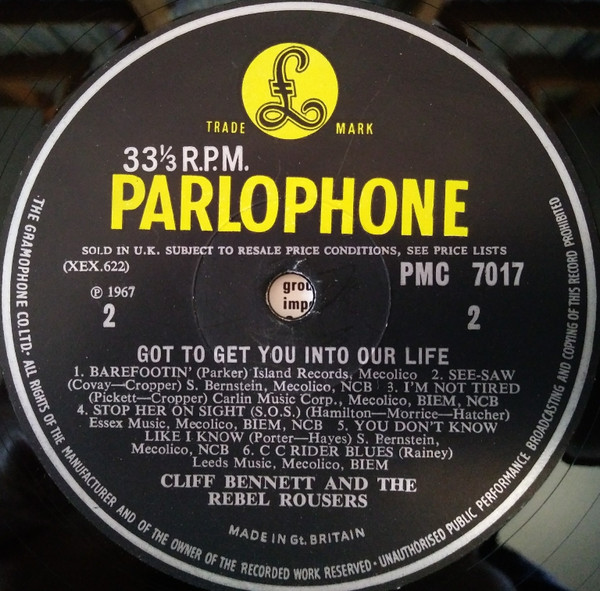 £
TRADE MARK
33⅓ R.P.M.
PARLOPHONE
SOLD IN U.K. SUBJECT TO RESALE PRICE CONDITIONS, SEE PRICE LISTS
(XEX.622)
PMC 7017
℗ 1967
2
2
grou
imp
GOT TO GET YOU INTO OUR LIFE
1. BAREFOOTIN' (Parker) Island Records, Mecolico 2. SEE-SAW
(Covay—Cropper) S. Bernstein, Mecolico, NCB 3. I'M NOT TIRED
(Pickett—Cropper) Carlin Music Corp., Mecolico, BIEM, NCB
4. STOP HER ON SIGHT (S.O.S.) (Hamilton—Morrice—Hatcher)
Essex Music, Mecolico, BIEM, NCB 5. YOU DON'T KNOW
LIKE I KNOW (Porter—Hayes) S. Bernstein,
Mecolico, NCB 6. C C RIDER BLUES (Rainey)
Leeds Music, Mecolico, BIEM
CLIFF BENNETT AND THE
REBEL ROUSERS
MADE IN Gt. BRITAIN
THE GRAMOPHONE CO. LTD. · ALL RIGHTS OF THE MANUFACTURER AND OF THE OWNER OF THE RECORDED WORK RESERVED · UNAUTHORISED PUBLIC PERFORMANCE BROADCASTING AND COPYING OF THIS RECORD PROHIBITED